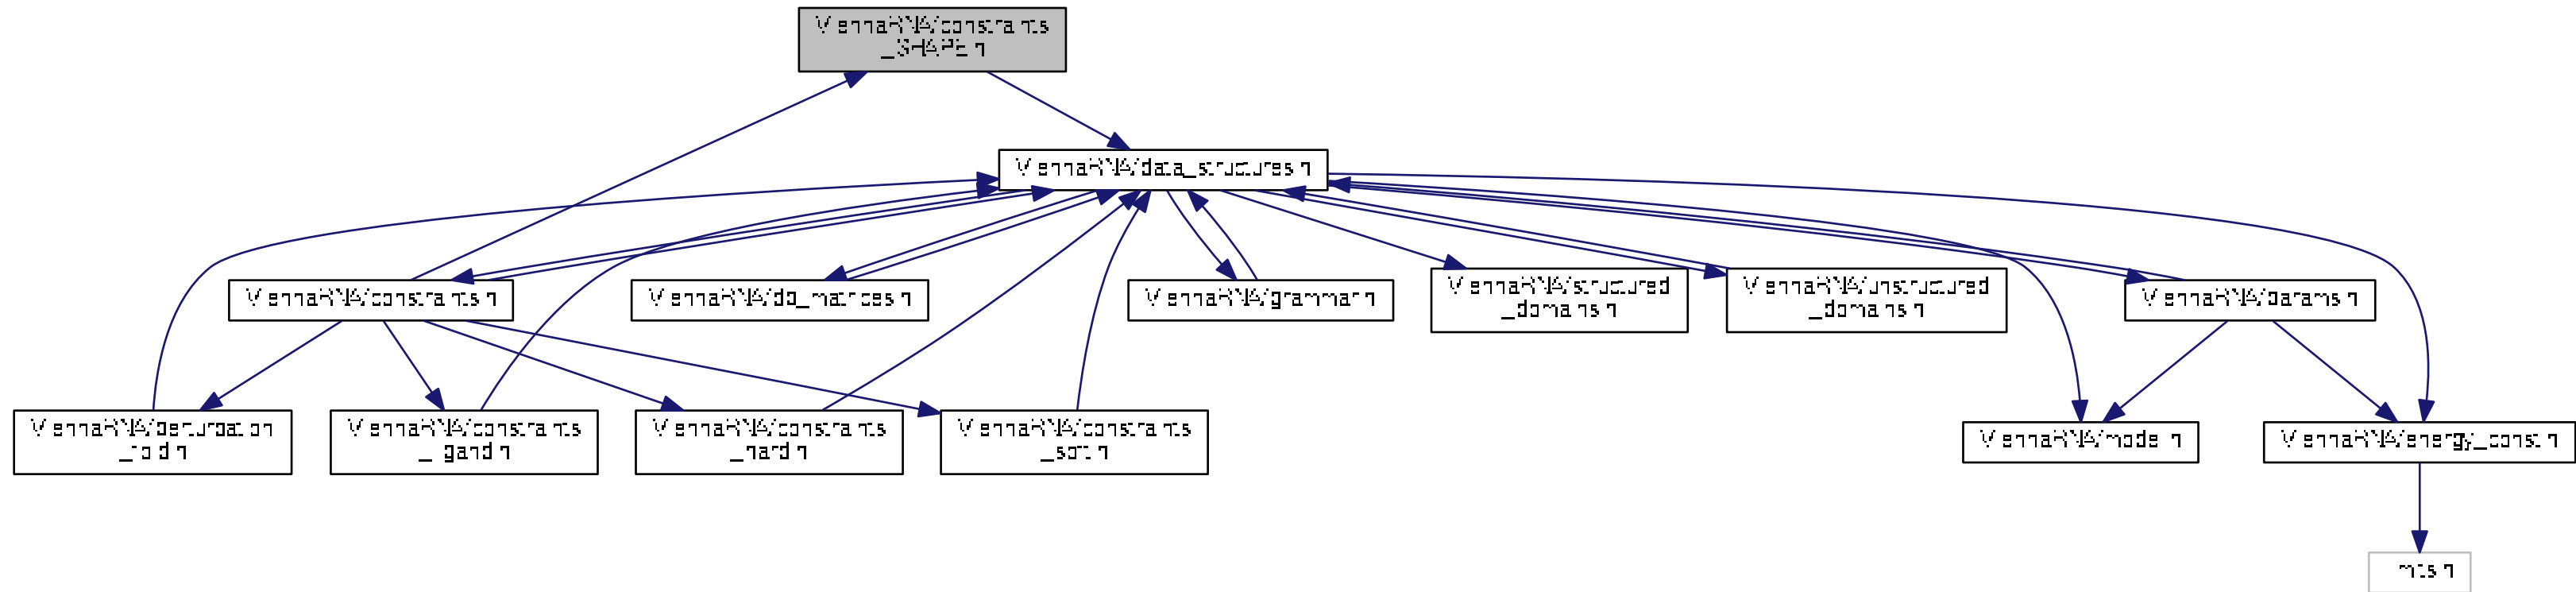 ViennaRNA/constraints
_SHAPE.h
ViennaRNA/data_structures.h
ViennaRNA/constraints.h
ViennaRNA/dp_matrices.h
ViennaRNA/grammar.h
ViennaRNA/structured
_domains.h
ViennaRNA/unstructured
_domains.h
ViennaRNA/params.h
ViennaRNA/perturbation
_fold.h
ViennaRNA/constraints
_ligand.h
ViennaRNA/constraints
_hard.h
ViennaRNA/constraints
_soft.h
ViennaRNA/model.h
ViennaRNA/energy_const.h
limits.h